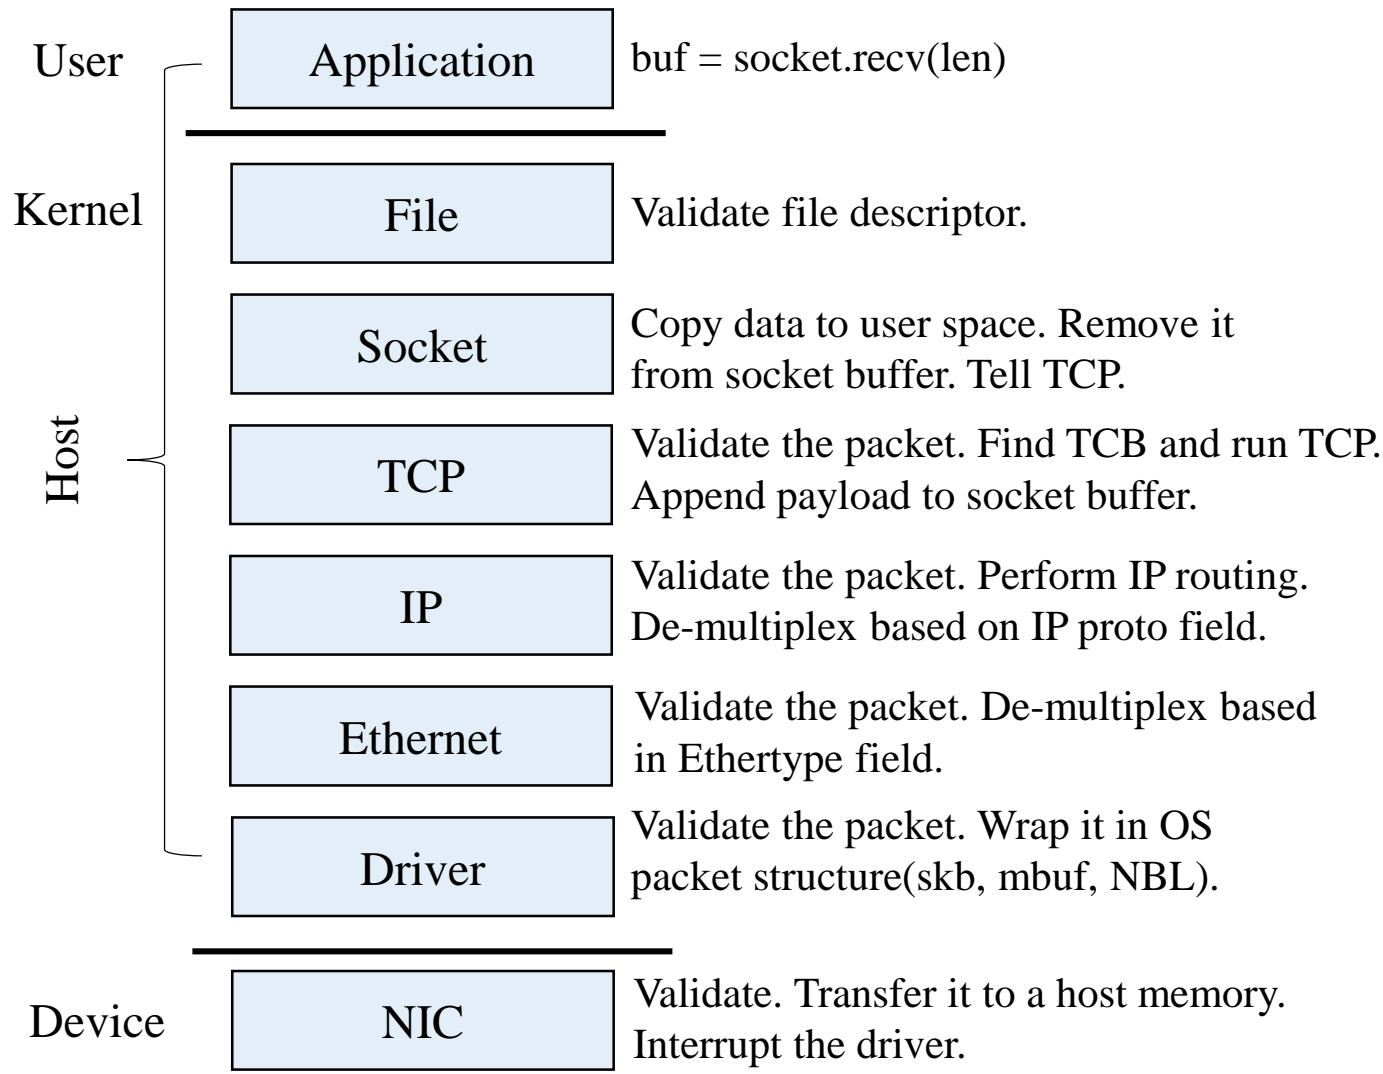 User
Application
buf = socket.recv(len)
Kernel
File
Validate file descriptor.
Socket
Copy data to user space. Remove it
from socket buffer. Tell TCP.
Host
TCP
Validate the packet. Find TCB and run TCP.
Append payload to socket buffer.
IP
Validate the packet. Perform IP routing.
De-multiplex based on IP proto field.
Ethernet
Validate the packet. De-multiplex based
in Ethertype field.
Driver
Validate the packet. Wrap it in OS
packet structure(skb, mbuf, NBL).
Device
NIC
Validate. Transfer it to a host memory.
Interrupt the driver.